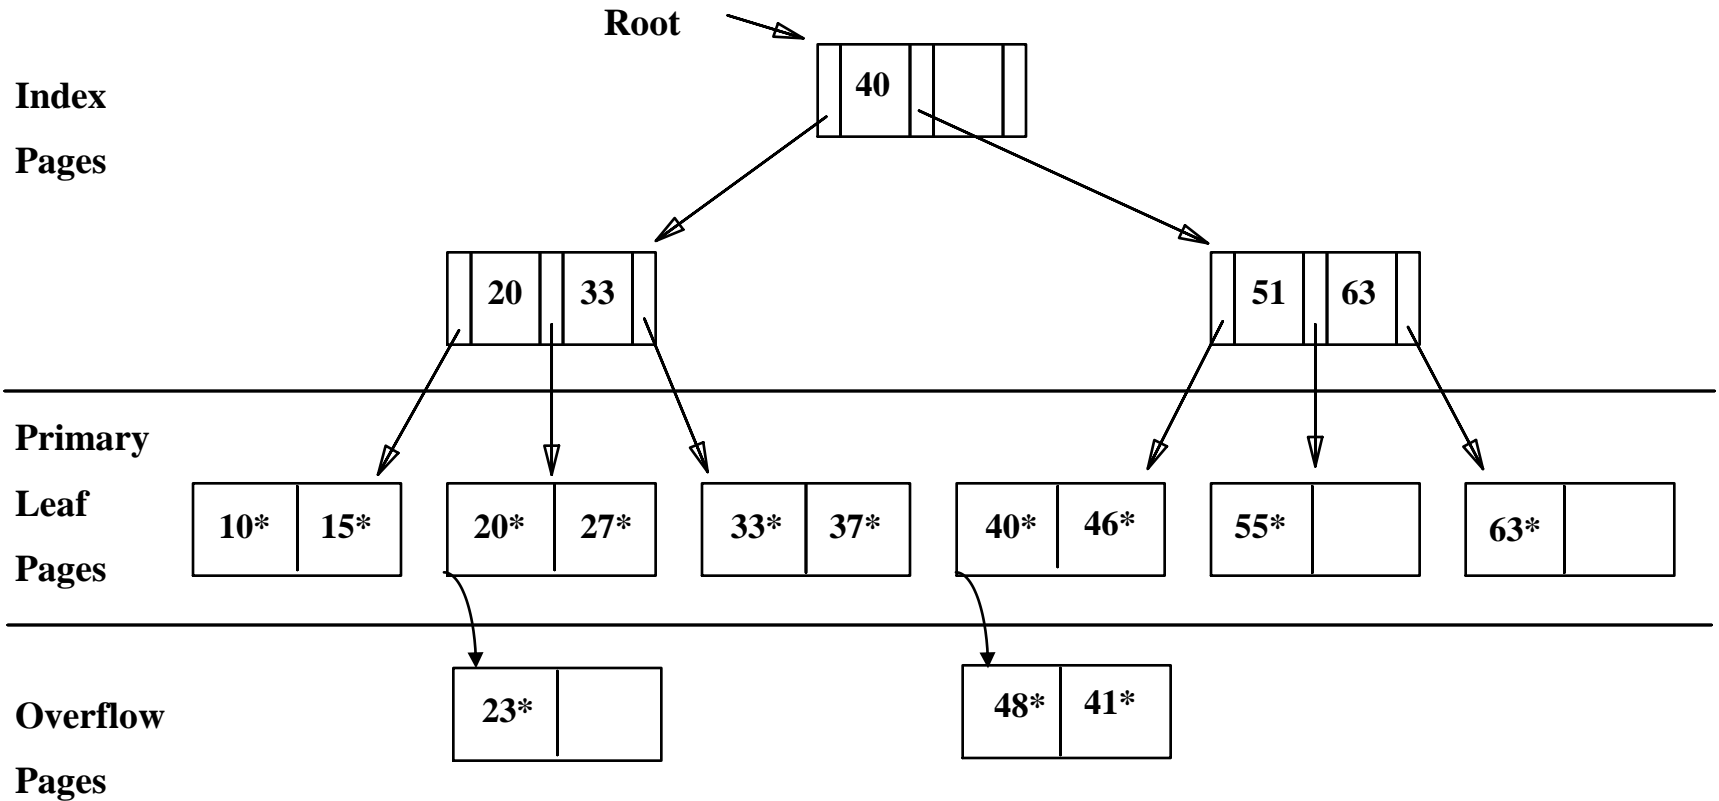 Root
40
Index
Pages
20 33
51 63
Primary
Leaf
Pages
10* 15*
20* 27*
33* 37*
40* 46*
55*
63*
23*
48* 41*
Overflow
Pages